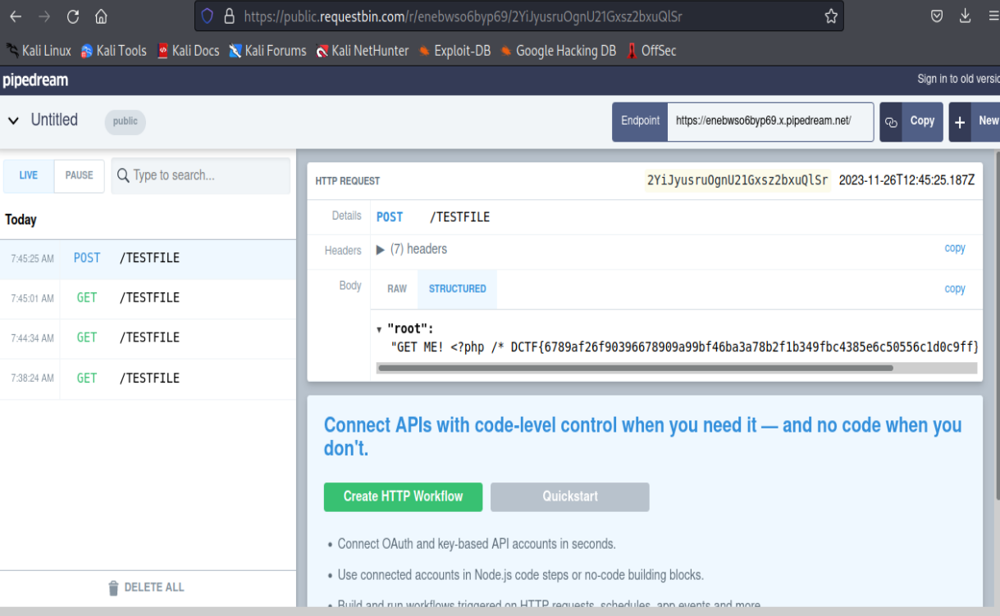 https://public.requestbin.com/r/enebwso6byp69/2YiJyusruOgnU21Gxsz2bxuQlSr
Kali Linux Kali Tools Kali Docs Kali Forums Kali NetHunter Exploit-DB Google Hacking DB OffSec
pipedream Sign in to old versio
Untitled public Endpoint https://enebwso6byp69.x.pipedream.net/ Copy New
LIVE PAUSE Type to search...
Today
7:45:25 AM POST /TESTFILE
7:45:01 AM GET /TESTFILE
7:44:34 AM GET /TESTFILE
7:38:24 AM GET /TESTFILE
DELETE ALL
HTTP REQUEST 2YiJyusruOgnU21Gxsz2bxuQlSr 2023-11-26T12:45:25.187Z
Details POST /TESTFILE
Headers (7) headers copy
Body RAW STRUCTURED copy
"root":
"GET ME! <?php /* DCTF{6789af26f90396678909a99bf46ba3a78b2f1b349fbc4385e6c50556c1d0c9ff}
Connect APIs with code-level control when you need it — and no code when you
don't.
Create HTTP Workflow Quickstart
• Connect OAuth and key-based API accounts in seconds.
• Use connected accounts in Node.js code steps or no-code building blocks.
• Build and run workflows triggered on HTTP requests, schedules, app events and more.